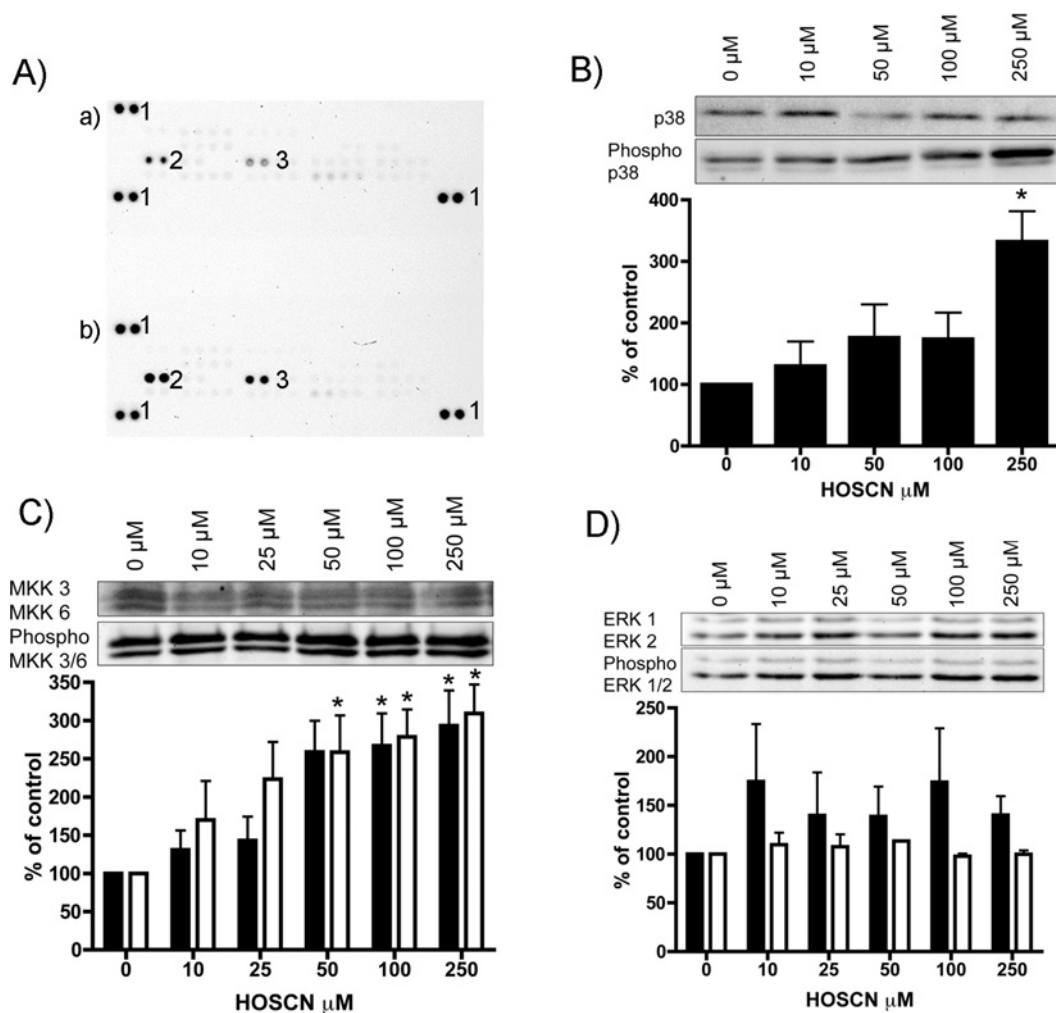 A)
a)
1
2
3
1
1
b)
1
2
3
1
1
B)
0 µM
10 µM
50 µM
100 µM
250 µM
p38
Phospho
p38
*
400
300
200
100
0
% of control
0 10 50 100 250
HOSCN µM
C)
0 µM
10 µM
25 µM
50 µM
100 µM
250 µM
MKK 3
MKK 6
Phospho
MKK 3/6
* * * * *
350
300
250
200
150
100
50
0
% of control
0 10 25 50 100 250
HOSCN µM
D)
0 µM
10 µM
25 µM
50 µM
100 µM
250 µM
ERK 1
ERK 2
Phospho
ERK 1/2
250
200
150
100
50
0
% of control
0 10 25 50 100 250
HOSCN µM